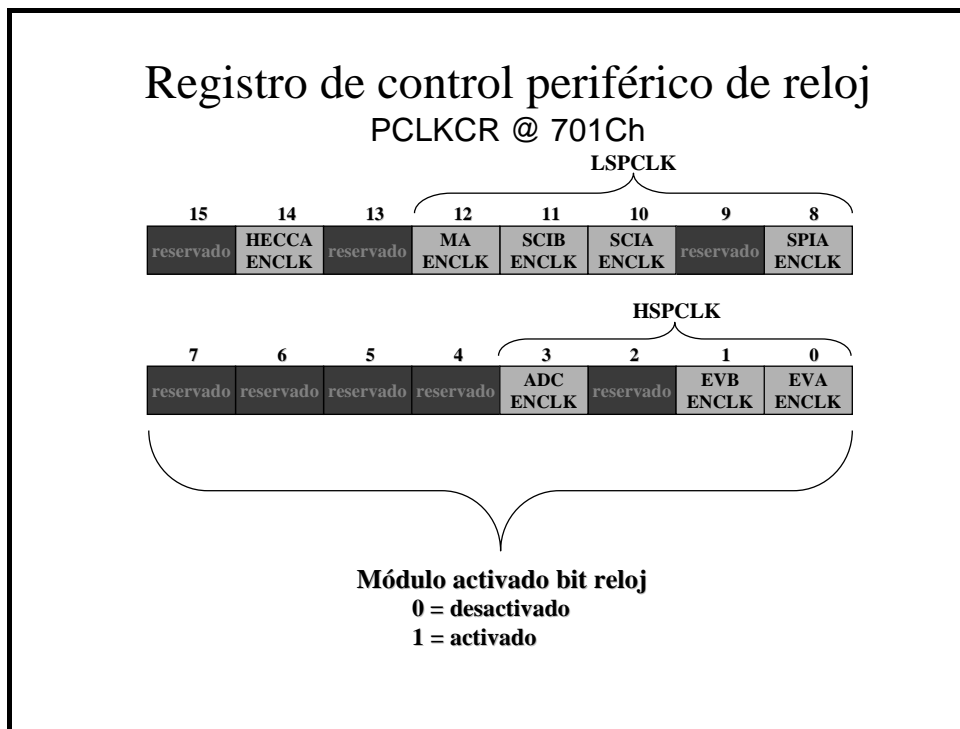 Registro de control periférico de reloj
PCLKCR @ 701Ch
LSPCLK
15 14 13 12 11 10 9 8
reservado HECCA ENCLK reservado MA ENCLK SCIB ENCLK SCIA ENCLK reservado SPIA ENCLK
HSPCLK
7 6 5 4 3 2 1 0
reservado reservado reservado reservado ADC ENCLK reservado EVB ENCLK EVA ENCLK
Módulo activado bit reloj
0 = desactivado
1 = activado